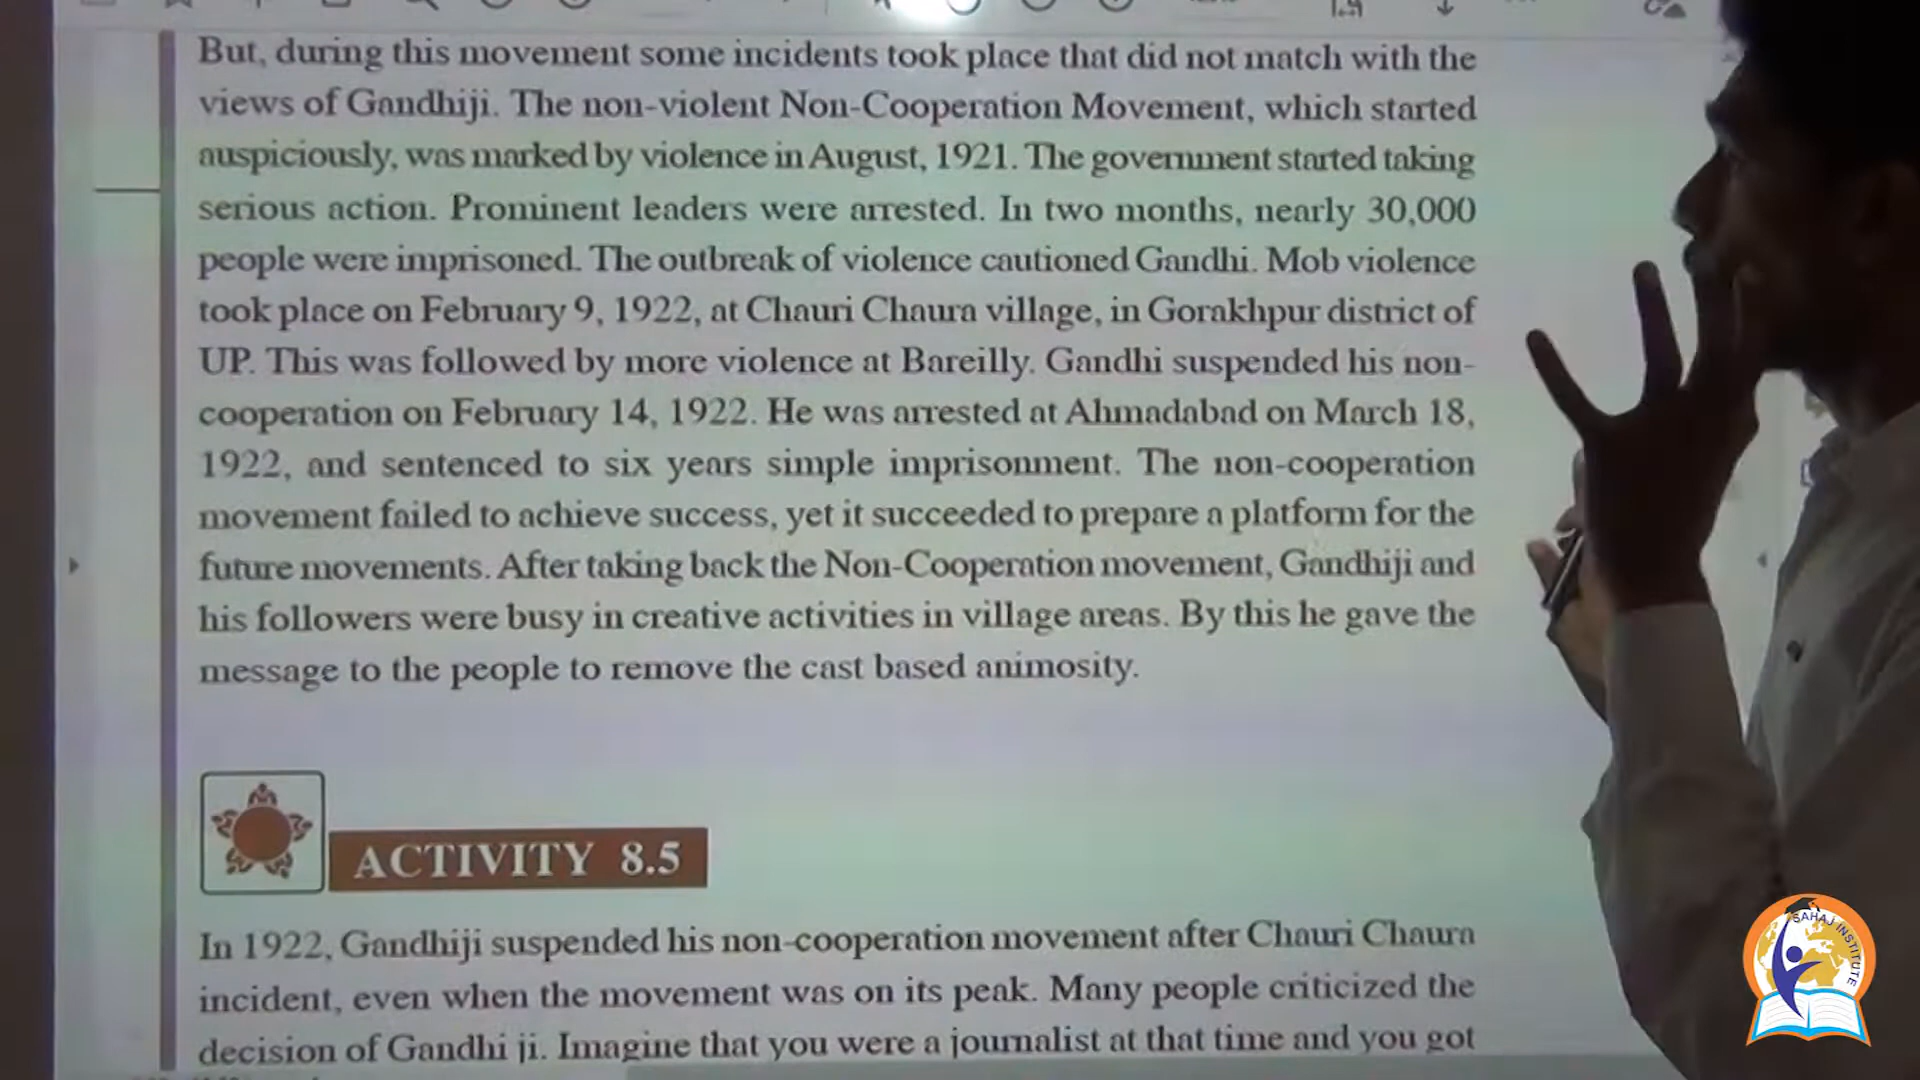 But, during this movement some incidents took place that did not match with the
views of Gandhiji. The non-violent Non-Cooperation Movement, which started
auspiciously, was marked by violence in August, 1921. The government started taking
serious action. Prominent leaders were arrested. In two months, nearly 30,000
people were imprisoned. The outbreak of violence cautioned Gandhi. Mob violence
took place on February 9, 1922, at Chauri Chaura village, in Gorakhpur district of
UP. This was followed by more violence at Bareilly. Gandhi suspended his non-
cooperation on February 14, 1922. He was arrested at Ahmadabad on March 18,
1922, and sentenced to six years simple imprisonment. The non-cooperation
movement failed to achieve success, yet it succeeded to prepare a platform for the
future movements. After taking back the Non-Cooperation movement, Gandhiji and
his followers were busy in creative activities in village areas. By this he gave the
message to the people to remove the cast based animosity.
ACTIVITY 8.5
In 1922, Gandhiji suspended his non-cooperation movement after Chauri Chaura
incident, even when the movement was on its peak. Many people criticized the
decision of Gandhi ji. Imagine that you were a journalist at that time and you got
SAHAJ INSTITUTE